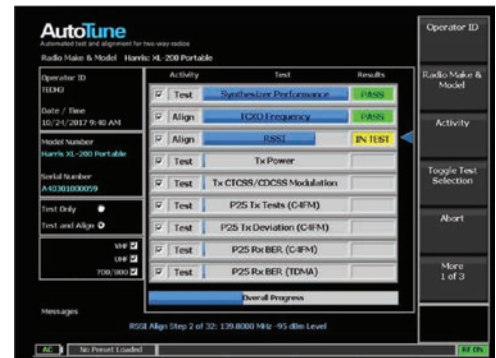 AutoTune
Automated test and alignment for two-way radios
Radio Make & Model Harris: XL-200 Portable
Operator ID
TECH3
Date / Time
10/24/2017 9:40 AM
Model Number
Harris XL-200 Portable
Serial Number
A40301000059
Test Only
Test and Align
VHF
UHF
700/800
Activity Test Results
Test Synthesizer Performance PASS
Align TCXO Frequency PASS
Align RSSI IN TEST
Test Tx Power
Test Tx CTCSS/CDCSS Modulation
Test P25 Tx Tests (C4FM)
Test P25 Tx Deviation (C4FM)
Test P25 Rx BER (C4FM)
Test P25 Rx BER (TDMA)
Overall Progress
Messages
RSSI Align Step 2 of 32: 139.8000 MHz -95 dBm Level
AC No Preset Loaded RF ON
Operator ID
Radio Make &
Model
Activity
Toggle Test
Selection
Abort
More
1 of 3